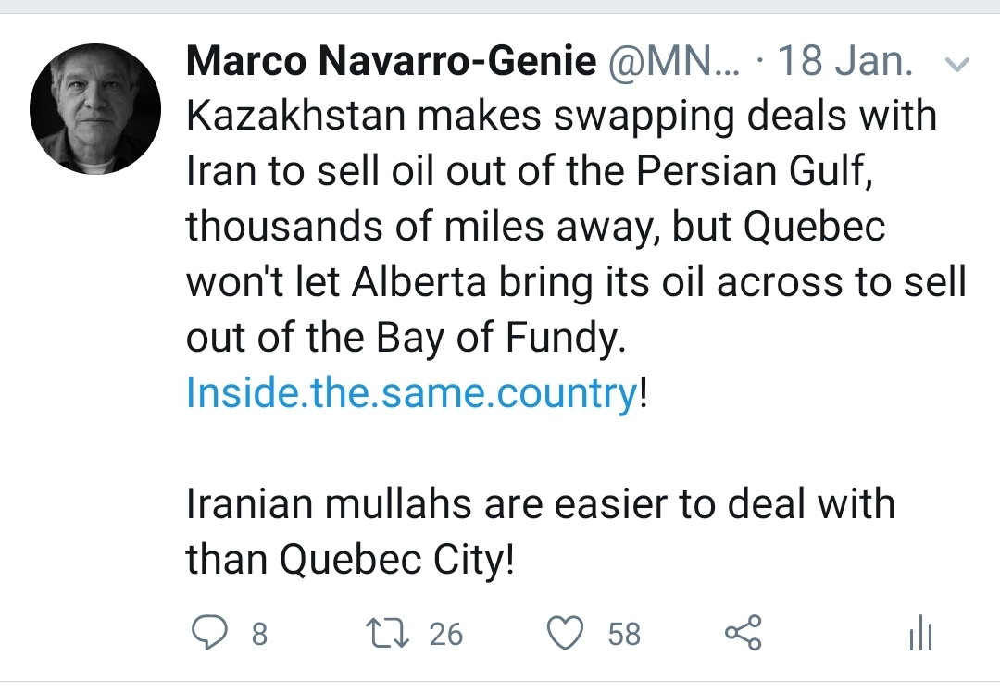 Marco Navarro-Genie @MN... · 18 Jan.
Kazakhstan makes swapping deals with
Iran to sell oil out of the Persian Gulf,
thousands of miles away, but Quebec
won't let Alberta bring its oil across to sell
out of the Bay of Fundy.
Inside.the.same.country!
Iranian mullahs are easier to deal with
than Quebec City!
8 26 58